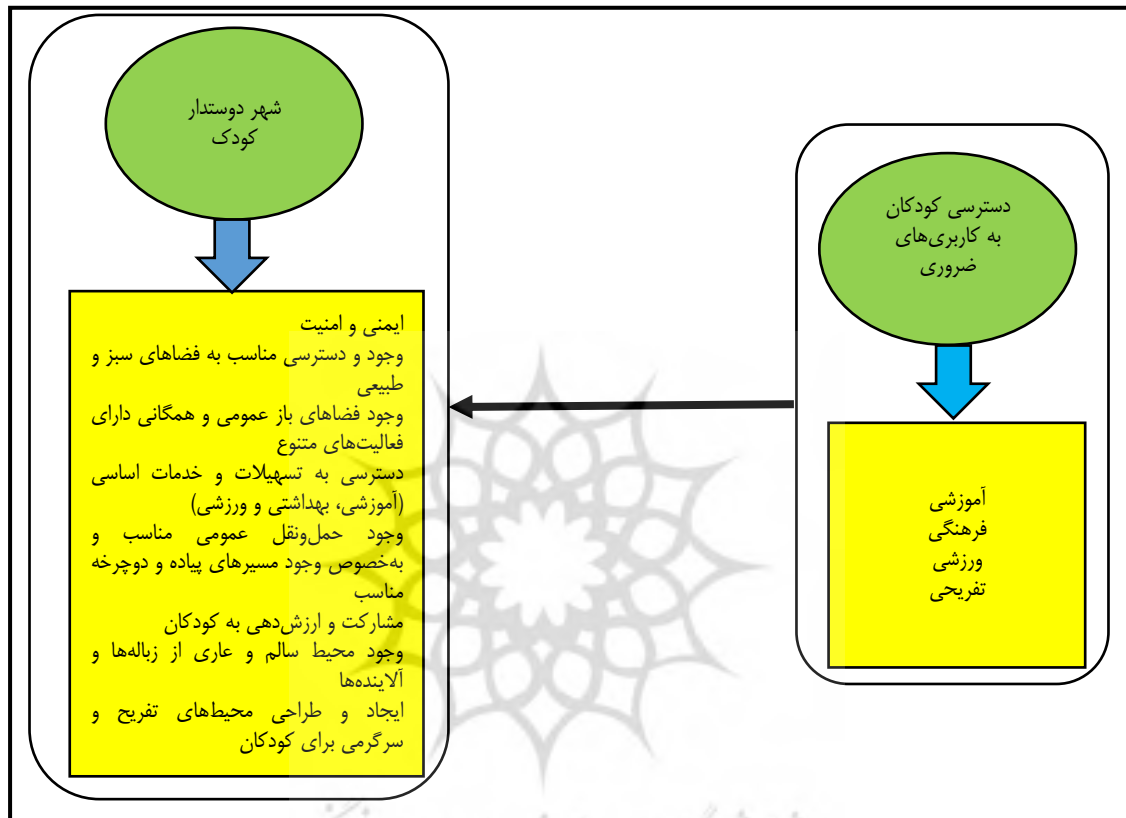 شهر دوستدار
کودک
ایمنی و امنیت
وجود و دسترسی مناسب به فضاهای سبز و
طبیعی
وجود فضاهای باز عمومی و همگانی دارای
فعالیت‌های متنوع
دسترسی به تسهیلات و خدمات اساسی
(آموزشی، بهداشتی و ورزشی)
وجود حمل‌ونقل عمومی مناسب و
به‌خصوص وجود مسیرهای پیاده و دوچرخه
مناسب
مشارکت و ارزش‌دهی به کودکان
وجود محیط سالم و عاری از زباله‌ها و
آلاینده‌ها
ایجاد و طراحی محیط‌های تفریح و
سرگرمی برای کودکان
دسترسی کودکان
به کاربری‌های
ضروری
آموزشی
فرهنگی
ورزشی
تفریحی